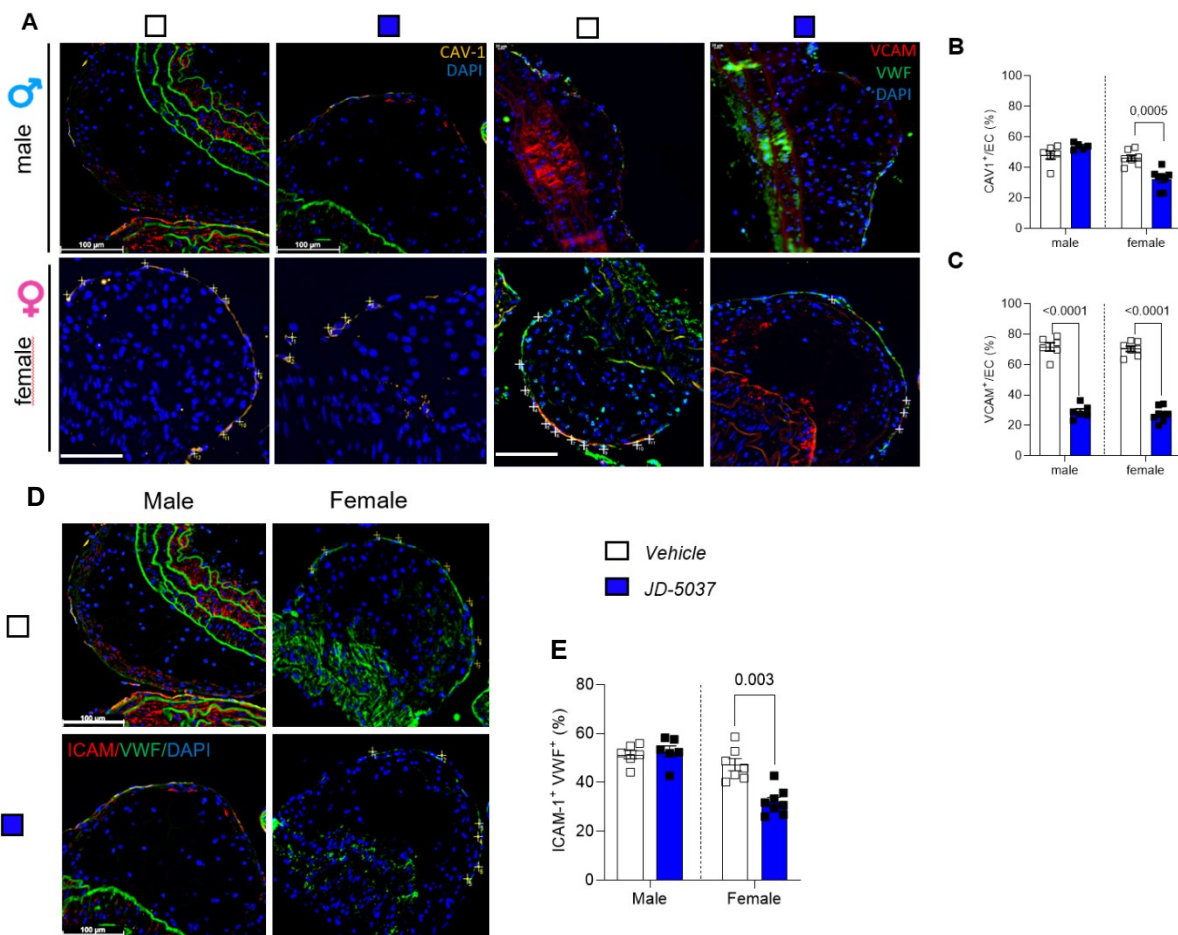 A
male
female
CAV-1
DAPI
VCAM
VWF
DAPI
100 µm
100 µm
B
CAV1⁺/EC (%)
100
80
60
40
20
0
0,0005
male
female
C
VCAM⁺/EC (%)
100
80
60
40
20
0
<0.0001
<0.0001
male
female
D
Male
Female
100 µm
ICAM/VWF/DAPI
100 µm
Vehicle
JD-5037
E
ICAM-1⁺ VWF⁺ (%)
80
60
40
20
0
0.003
Male
Female